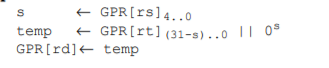 s ← GPR[rs]4..0
temp ← GPR[rt](31-s)..0 || 0s
GPR[rd]← temp